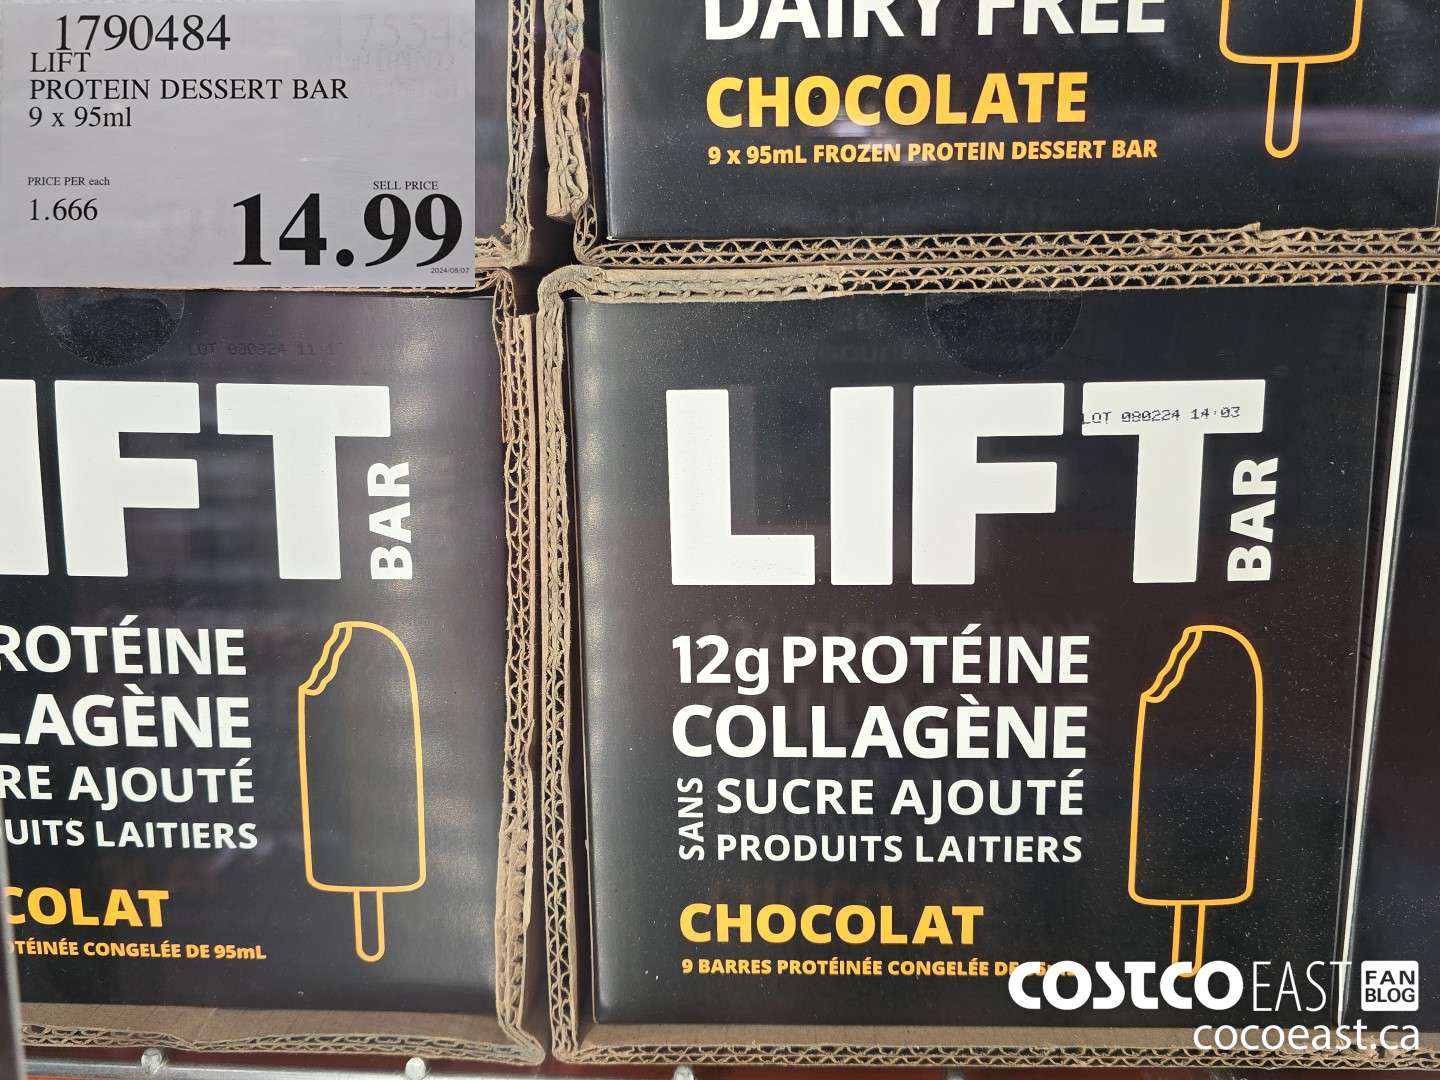 1790484
LIFT
PROTEIN DESSERT BAR
9 x 95ml
PRICE PER each
1.666
SELL PRICE
14.99
2024/08/07
DAIRY FREE
CHOCOLATE
9 x 95mL FROZEN PROTEIN DESSERT BAR
LOT 080224 11:1
IFT
BAR
ROTÉINE
LAGÈNE
RE AJOUTÉ
UITS LAITIERS
COLAT
OTÉINÉE CONGELÉE DE 95mL
LIFT
LOT 080224 14:03
BAR
12g PROTÉINE
COLLAGÈNE
SANS
SUCRE AJOUTÉ
PRODUITS LAITIERS
CHOCOLAT
9 BARRES PROTÉINÉE CONGELÉE DE
COSTCO EAST FAN BLOG
cocoeast.ca